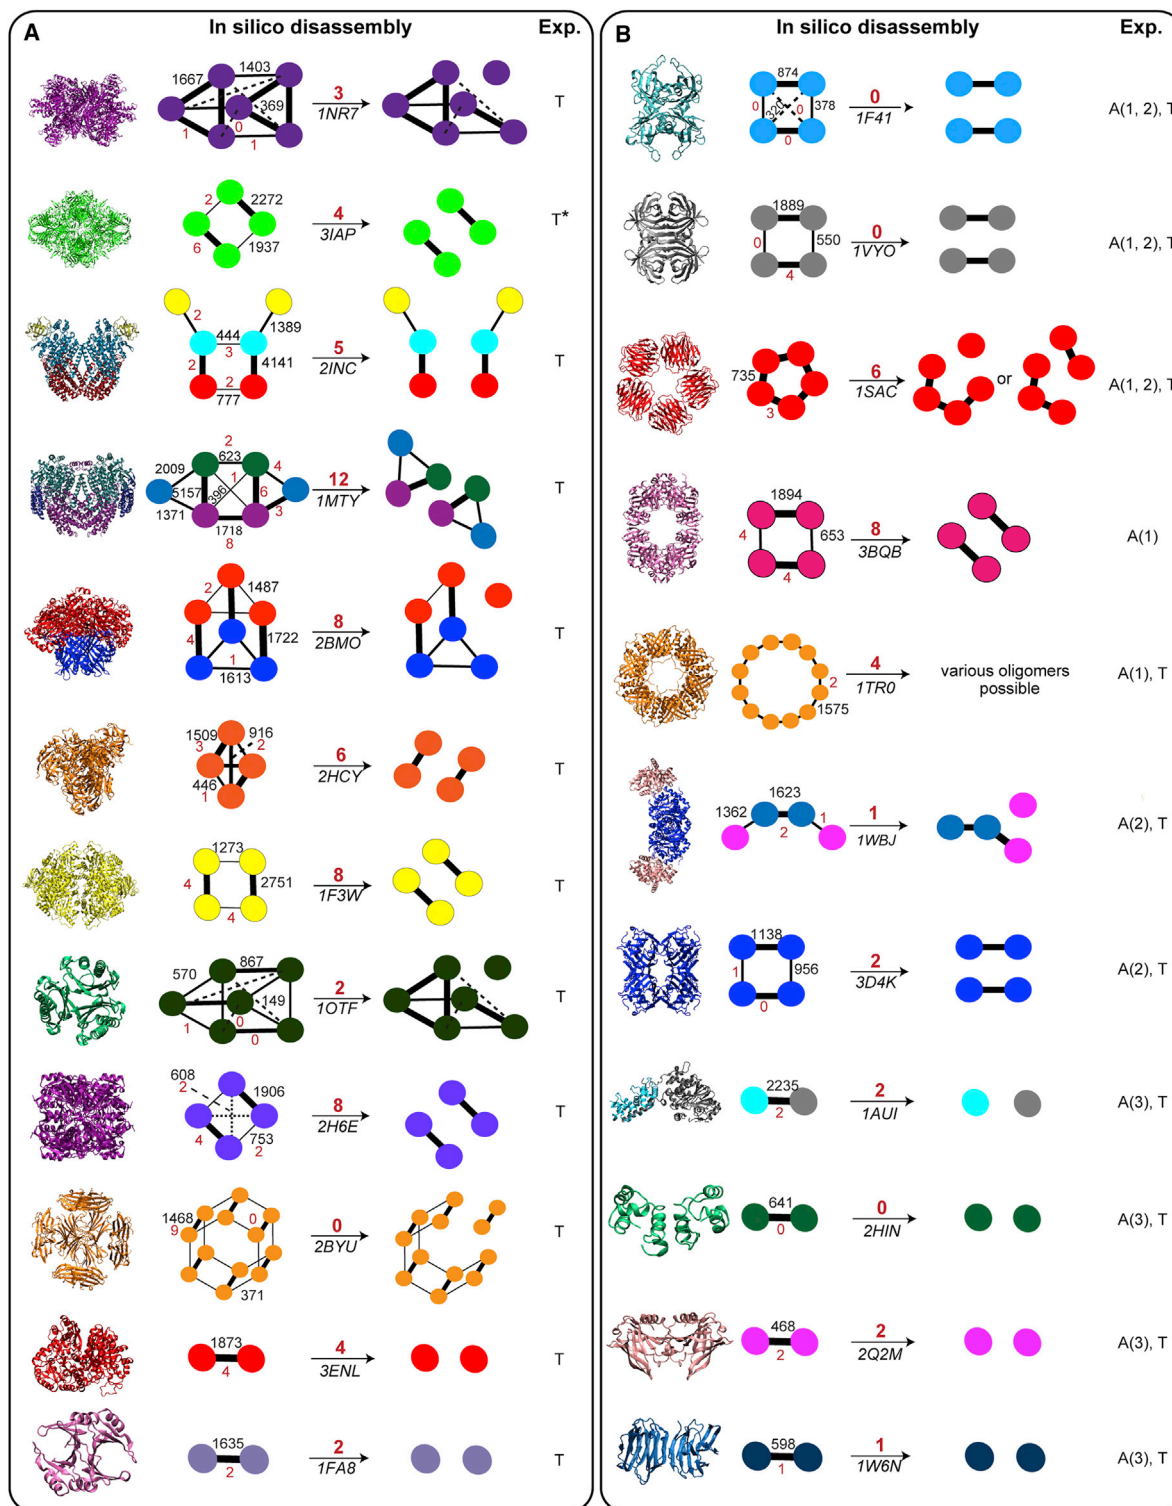 A
In silico disassembly
Exp.
1667
1403
369
1
0
1
3
1NR7
T
2
2272
6
1937
4
3IAP
T*
2
444
3
1389
2
4141
2
777
5
2INC
T
2
623
2009
1
4
5157
396
6
1371
3
1718
8
12
1MTY
T
2
1487
4
1722
1
1613
8
2BMO
T
1509
916
3
2
446
1
6
2HCY
T
1273
4
2751
4
8
1F3W
T
570
867
149
1
0
0
2
1OTF
T
608
2
1906
4
753
2
8
2H6E
T
1468
9
0
371
0
2BYU
T
1873
4
4
3ENL
T
1635
2
2
1FA8
T
B
In silico disassembly
Exp.
874
0
0
378
0
0
1F41
A(1, 2), T
1889
0
550
4
0
1VYO
A(1, 2), T
735
3
6
1SAC
or
A(1, 2), T
1894
4
653
4
8
3BQB
A(1)
2
1575
4
1TR0
various oligomers
possible
A(1), T
1362
1623
2
1
1
1WBJ
A(2), T
1138
1
956
0
2
3D4K
A(2), T
2235
2
2
1AUI
A(3), T
641
0
0
2HIN
A(3), T
468
2
2
2Q2M
A(3), T
598
1
1
1W6N
A(3), T